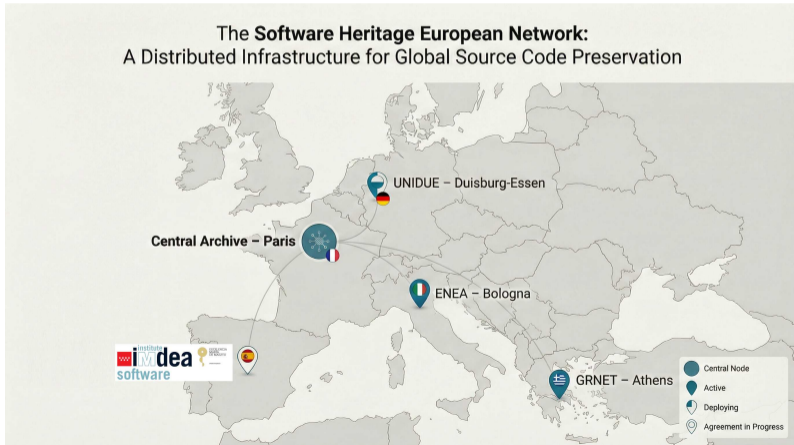 The Software Heritage European Network:
A Distributed Infrastructure for Global Source Code Preservation
UNIDUE – Duisburg-Essen
Central Archive – Paris
ENEA – Bologna
institute
imdea
software
GRNET – Athens
Central Node
Active
Deploying
Agreement in Progress